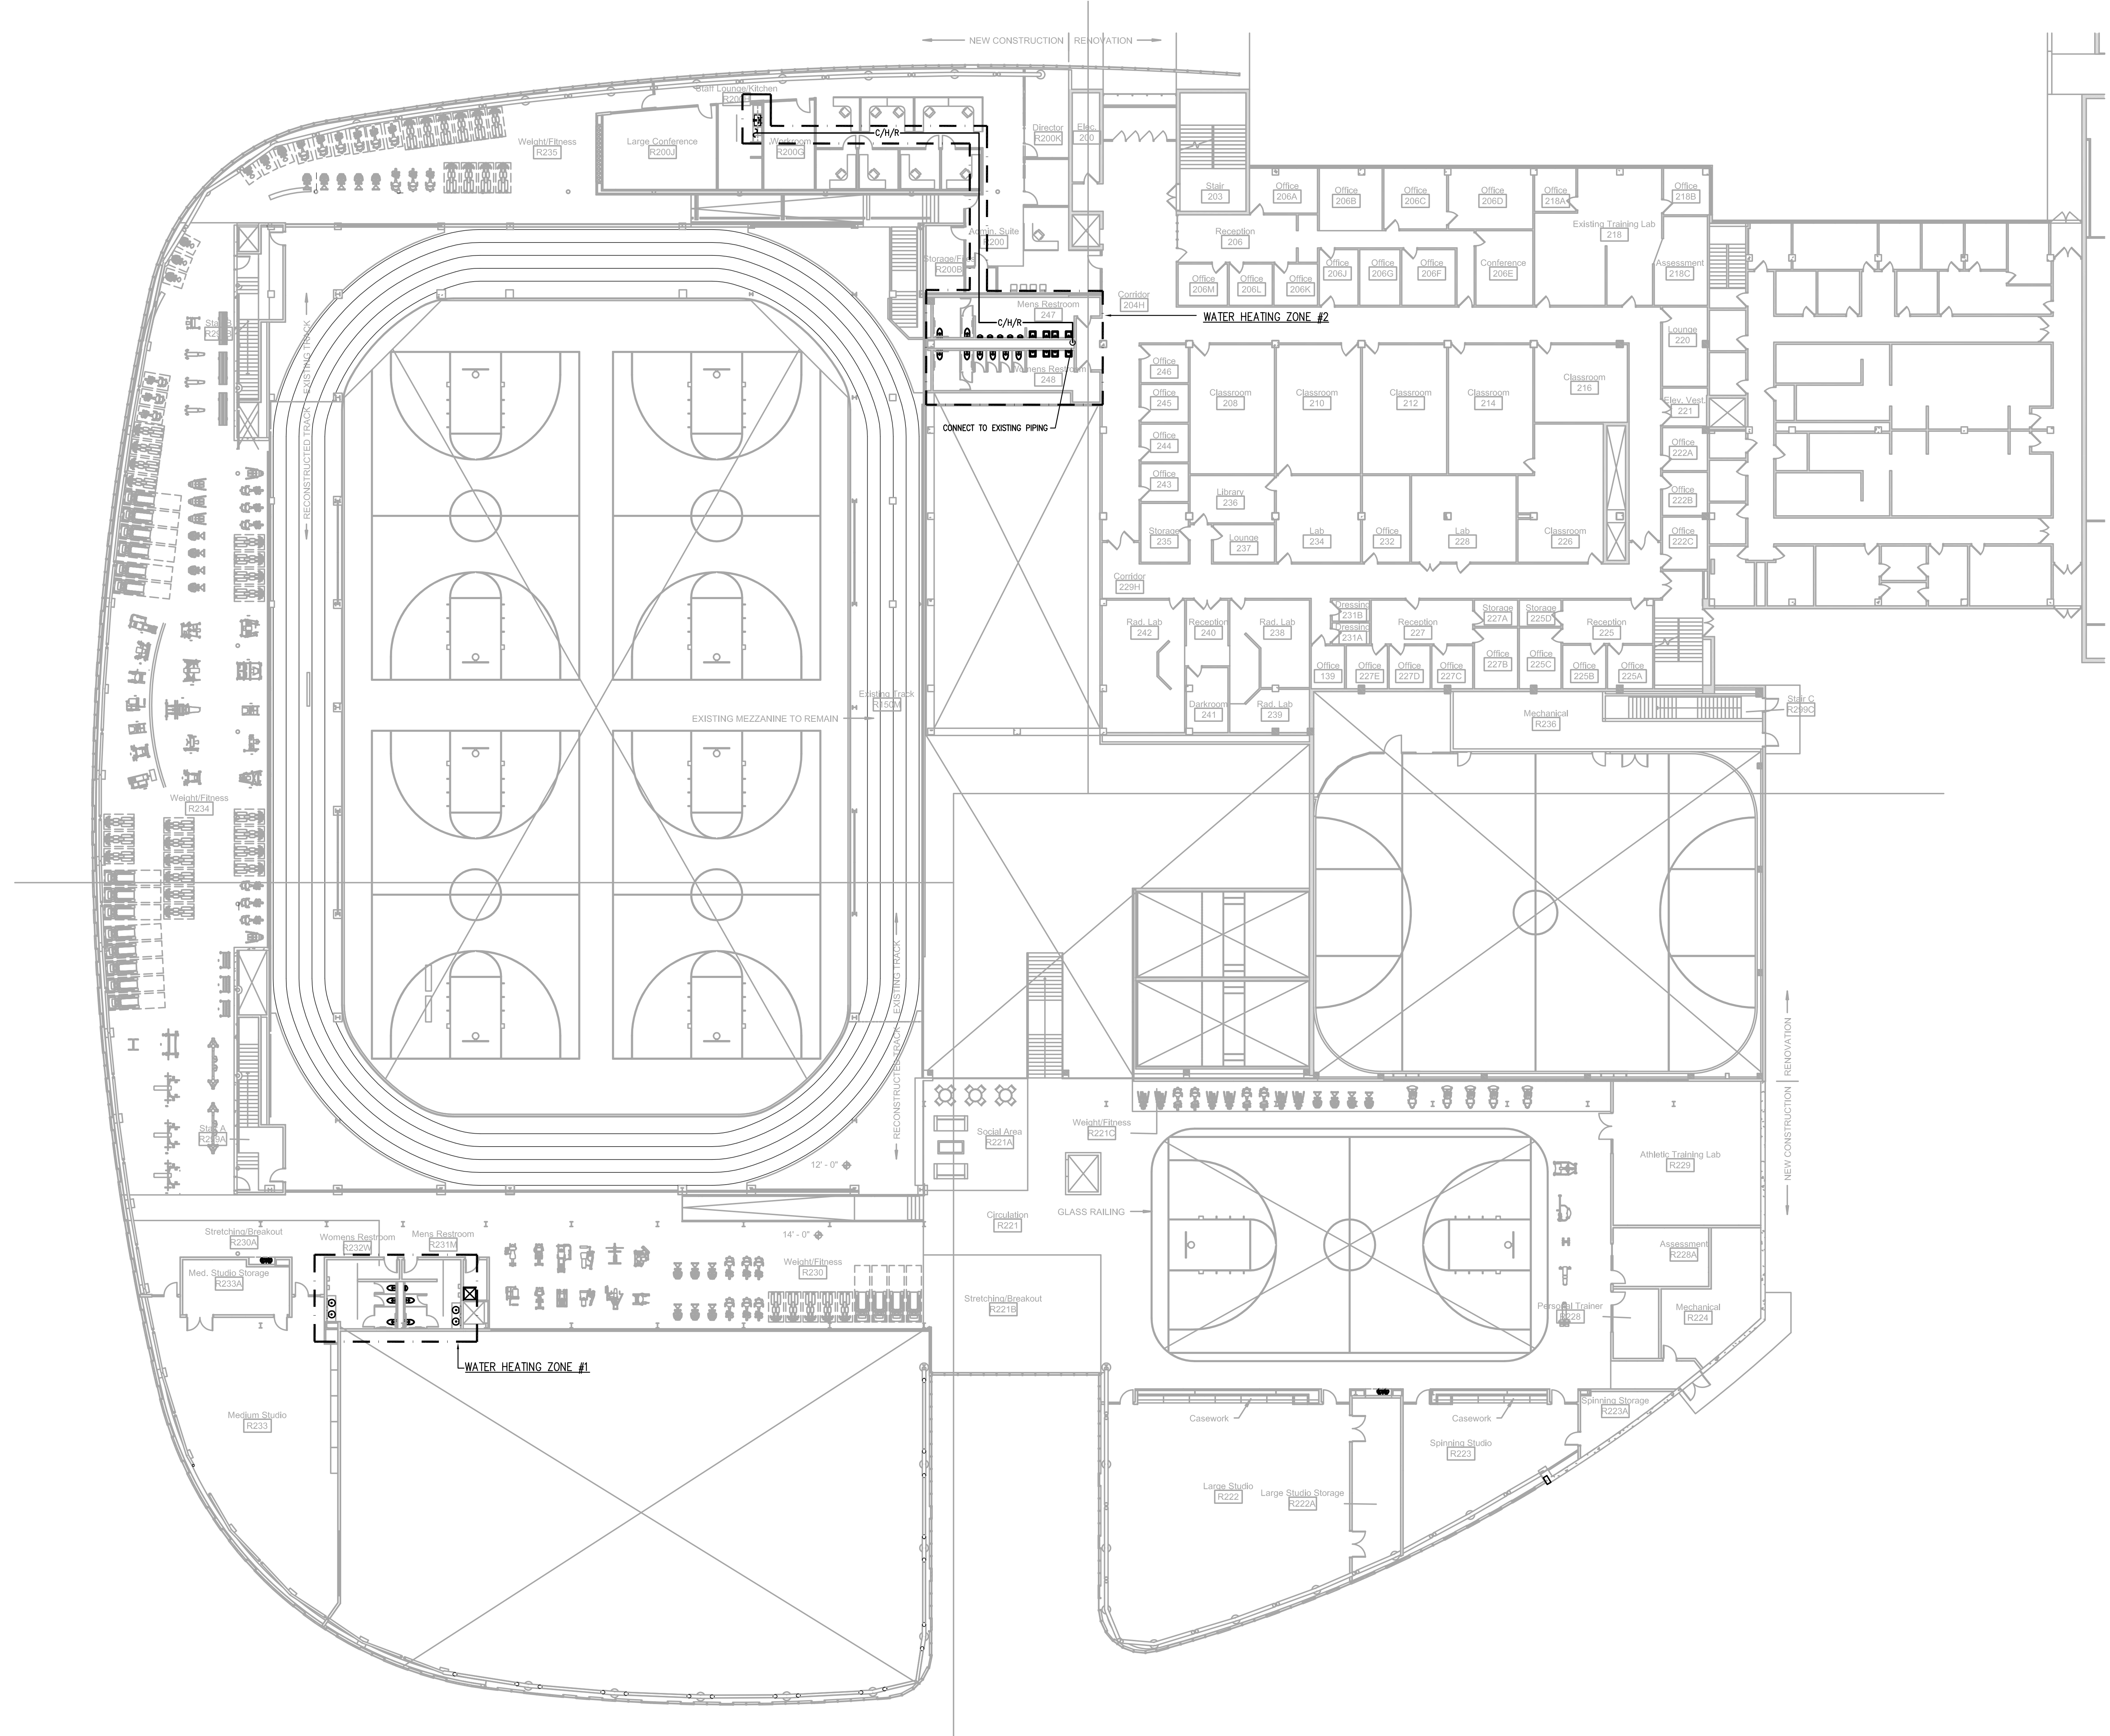 NEW CONSTRUCTION
RENOVATION
Staff Lounge/Kitchen
Weight/Fitness
R235
Large Conference
R200J
Workroom
R200G
C/H/R
Director
R200K
Elec.
200
Stair
203
Office
206A
Office
206B
Office
206C
Office
206D
Office
218A
Office
218B
Existing Training Lab
218
Reception
206
Admin. Suite
R200
R200B
Office
206M
Office
206L
Office
206K
Office
206J
Office
206G
Office
206F
Conference
206E
Assessment
218C
Corridor
204H
Mens Restroom
247
C/H/R
WATER HEATING ZONE #2
Womens Restroom
248
CONNECT TO EXISTING PIPING
RECONSTRUCTED TRACK
EXISTING TRACK
Lounge
220
Office
246
Office
245
Office
244
Office
243
Classroom
208
Classroom
210
Classroom
212
Classroom
214
Classroom
216
Elev. Vest.
221
Office
222A
Office
222B
Office
222C
Library
236
Storage
235
Lounge
237
Lab
234
Office
232
Lab
228
Classroom
226
Corridor
229H
Rad. Lab
242
Reception
240
Rad. Lab
238
Dressing
231B
Dressing
231A
Reception
227
Storage
227A
Storage
225D
Reception
225
Office
139
Office
227E
Office
227D
Office
227C
Office
227B
Office
225C
Office
225B
Office
225A
Darkroom
241
Rad. Lab
239
Existing Track
R150M
EXISTING MEZZANINE TO REMAIN
Mechanical
R236
Stair C
R299C
Weight/Fitness
R234
EXISTING TRACK
RECONSTRUCTED TRACK
RENOVATION
NEW CONSTRUCTION
Stair A
R299A
Social Area
R221A
Weight/Fitness
R221C
Athletic Training Lab
R229
12' - 0"
14' - 0"
Circulation
R221
GLASS RAILING
Stretching/Breakout
R230A
Womens Restroom
R232W
Mens Restroom
R231M
Med. Studio Storage
R233A
Weight/Fitness
R230
Assessment
R228A
Stretching/Breakout
R221B
Personal Trainer
R228
Mechanical
R224
WATER HEATING ZONE #1
Medium Studio
R233
Casework
Casework
Spinning Storage
R223A
Spinning Studio
R223
Large Studio
R222
Large Studio Storage
R222A